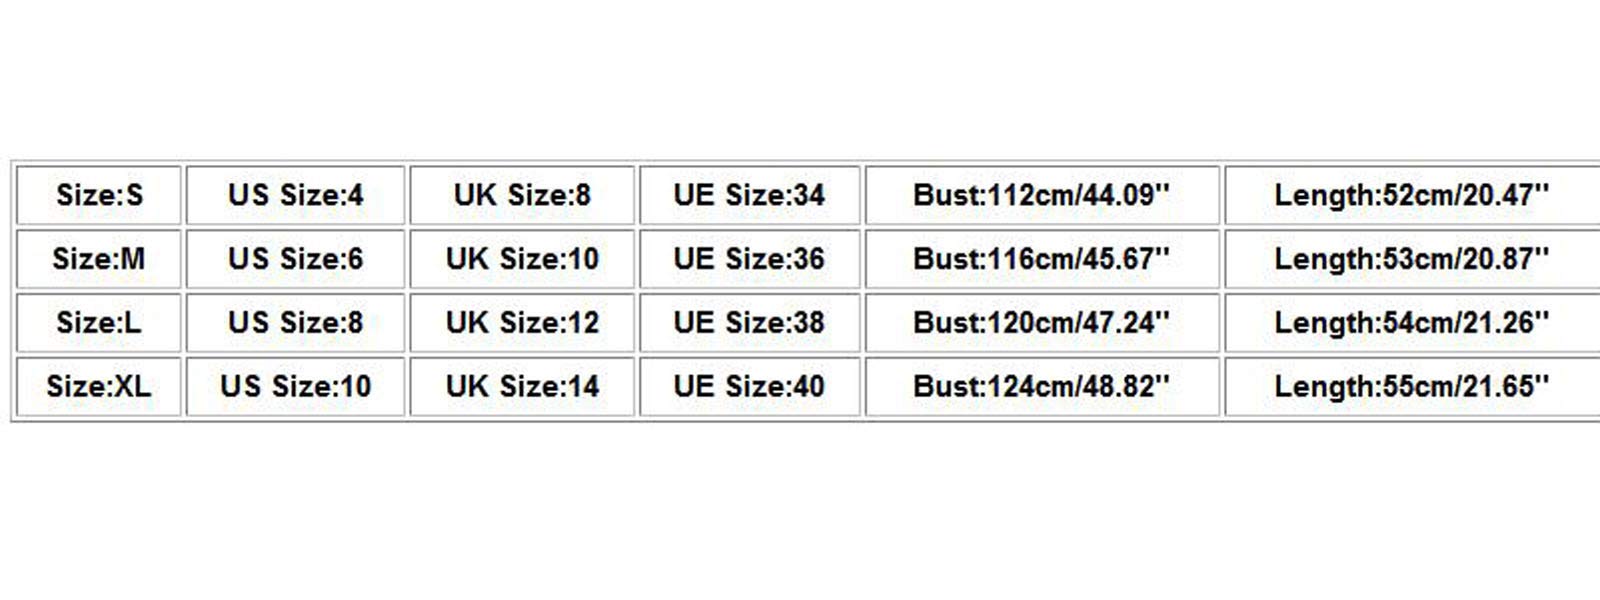 Size:S US Size:4 UK Size:8 UE Size:34 Bust:112cm/44.09'' Length:52cm/20.47''
Size:M US Size:6 UK Size:10 UE Size:36 Bust:116cm/45.67'' Length:53cm/20.87''
Size:L US Size:8 UK Size:12 UE Size:38 Bust:120cm/47.24'' Length:54cm/21.26''
Size:XL US Size:10 UK Size:14 UE Size:40 Bust:124cm/48.82'' Length:55cm/21.65''